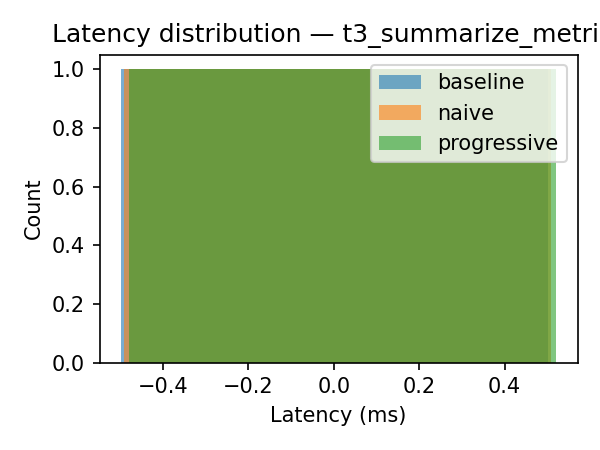 Latency distribution — t3_summarize_metri
baseline
naive
progressive
1.0
0.8
0.6
0.4
0.2
0.0
Count
−0.4
−0.2
0.0
0.2
0.4
Latency (ms)